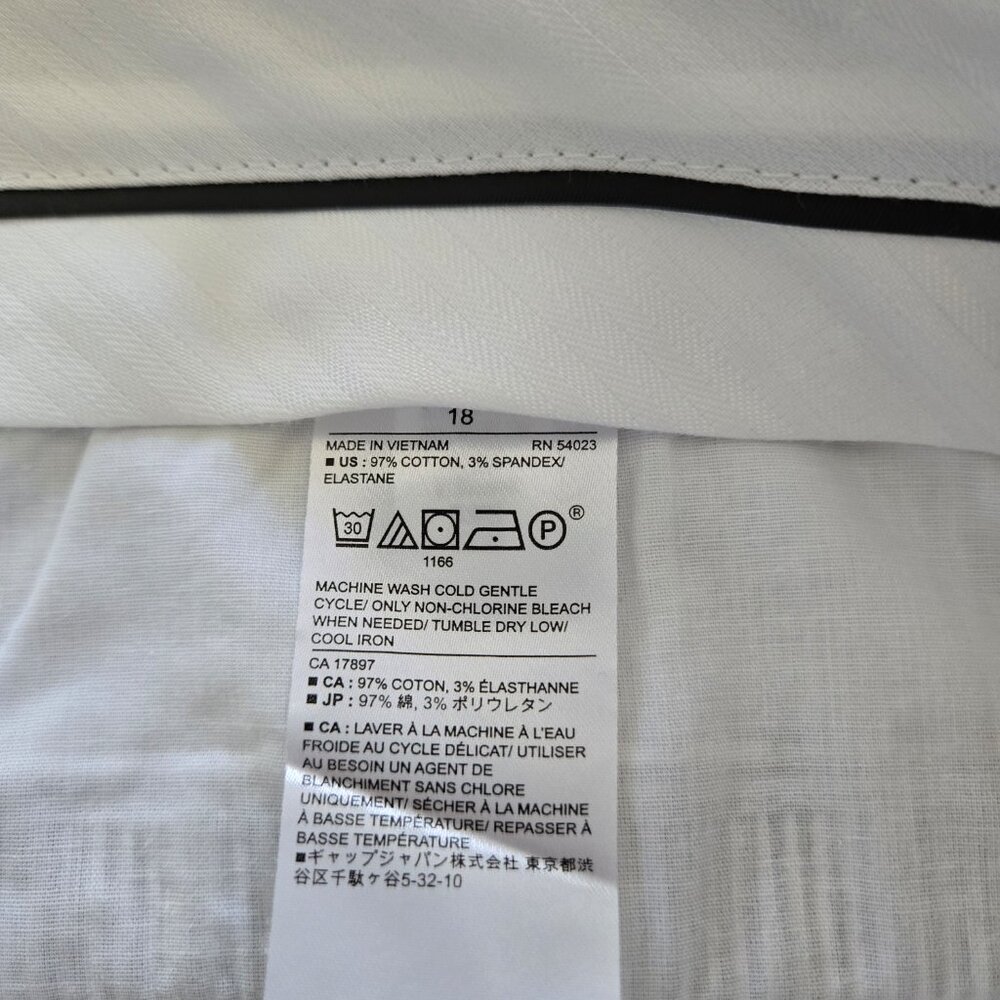 18
MADE IN VIETNAM RN 54023
■ US : 97% COTTON, 3% SPANDEX/
ELASTANE
30 P ®
1166
MACHINE WASH COLD GENTLE
CYCLE/ ONLY NON-CHLORINE BLEACH
WHEN NEEDED/ TUMBLE DRY LOW/
COOL IRON
CA 17897
■ CA : 97% COTON, 3% ÉLASTHANNE
■ JP : 97% 綿, 3% ポリウレタン
■ CA : LAVER À LA MACHINE À L'EAU
FROIDE AU CYCLE DÉLICAT/ UTILISER
AU BESOIN UN AGENT DE
BLANCHIMENT SANS CHLORE
UNIQUEMENT/ SÉCHER À LA MACHINE
À BASSE TEMPÉRATURE/ REPASSER À
BASSE TEMPÉRATURE
■ギャップジャパン株式会社 東京都渋
谷区千駄ヶ谷5-32-10